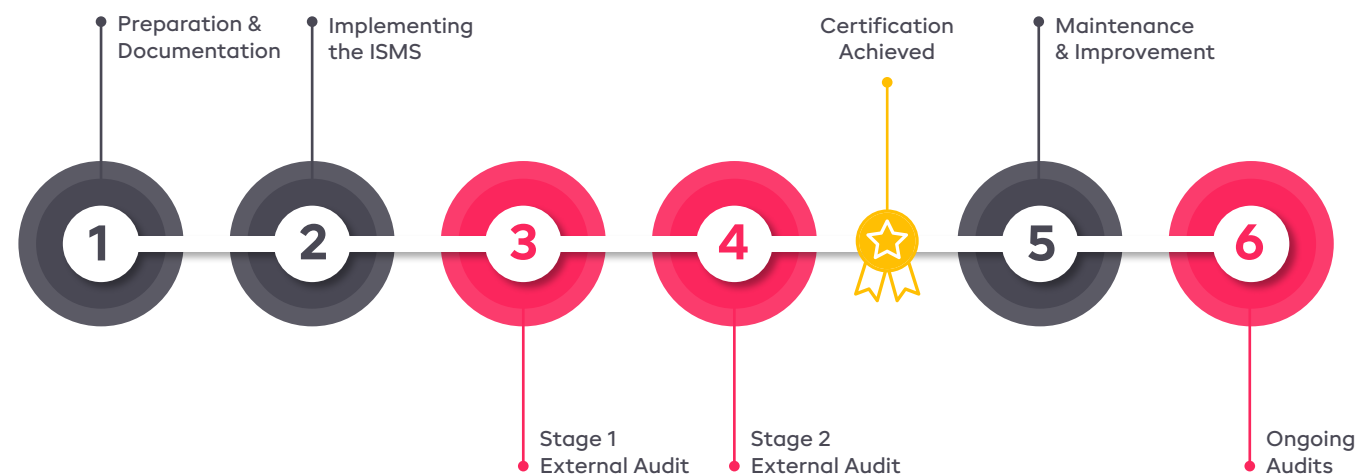 Preparation &
Documentation
Implementing
the ISMS
Certification
Achieved
Maintenance
& Improvement
1
2
3
4
5
6
Stage 1
External Audit
Stage 2
External Audit
Ongoing
Audits